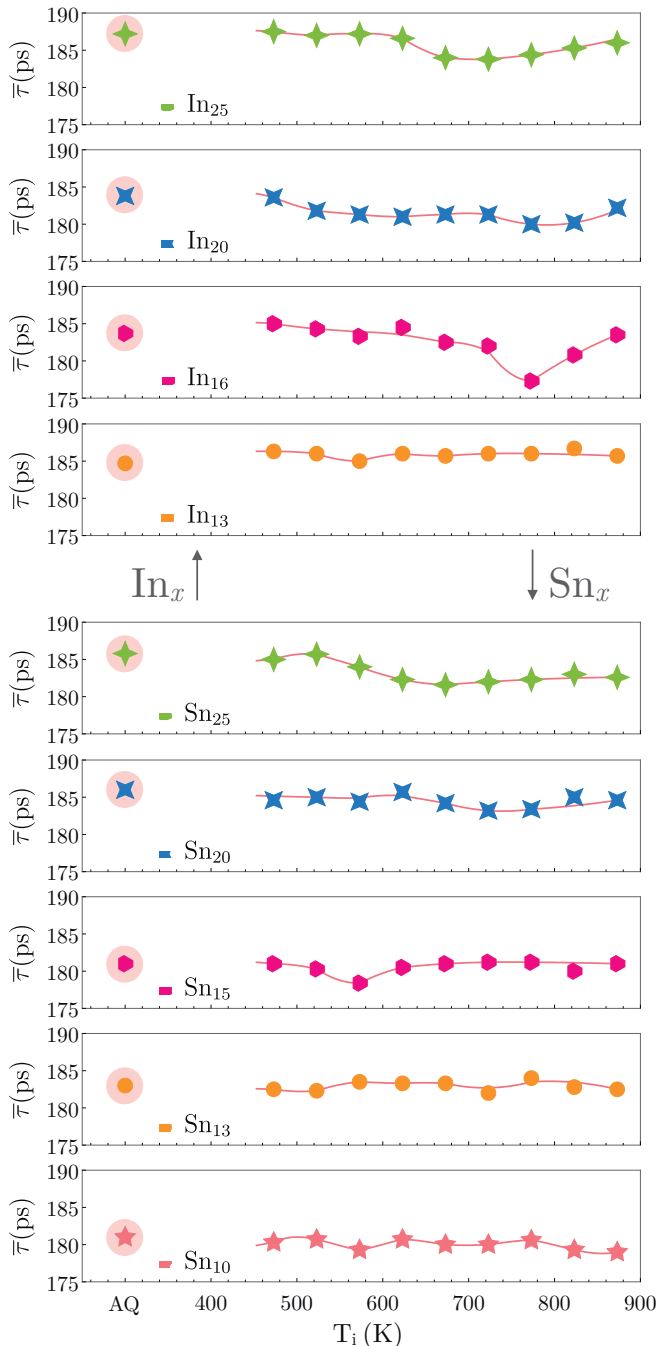 190
185
180
175
τ̅(ps)
In₂₅
190
185
180
175
τ̅(ps)
In₂₀
190
185
180
175
τ̅(ps)
In₁₆
190
185
180
175
τ̅(ps)
In₁₃
Inₓ ↑ ↓ Snₓ
190
185
180
175
τ̅(ps)
Sn₂₅
190
185
180
175
τ̅(ps)
Sn₂₀
190
185
180
175
τ̅(ps)
Sn₁₅
190
185
180
175
τ̅(ps)
Sn₁₃
190
185
180
175
τ̅(ps)
Sn₁₀
AQ 400 500 600 700 800 900
Tᵢ (K)